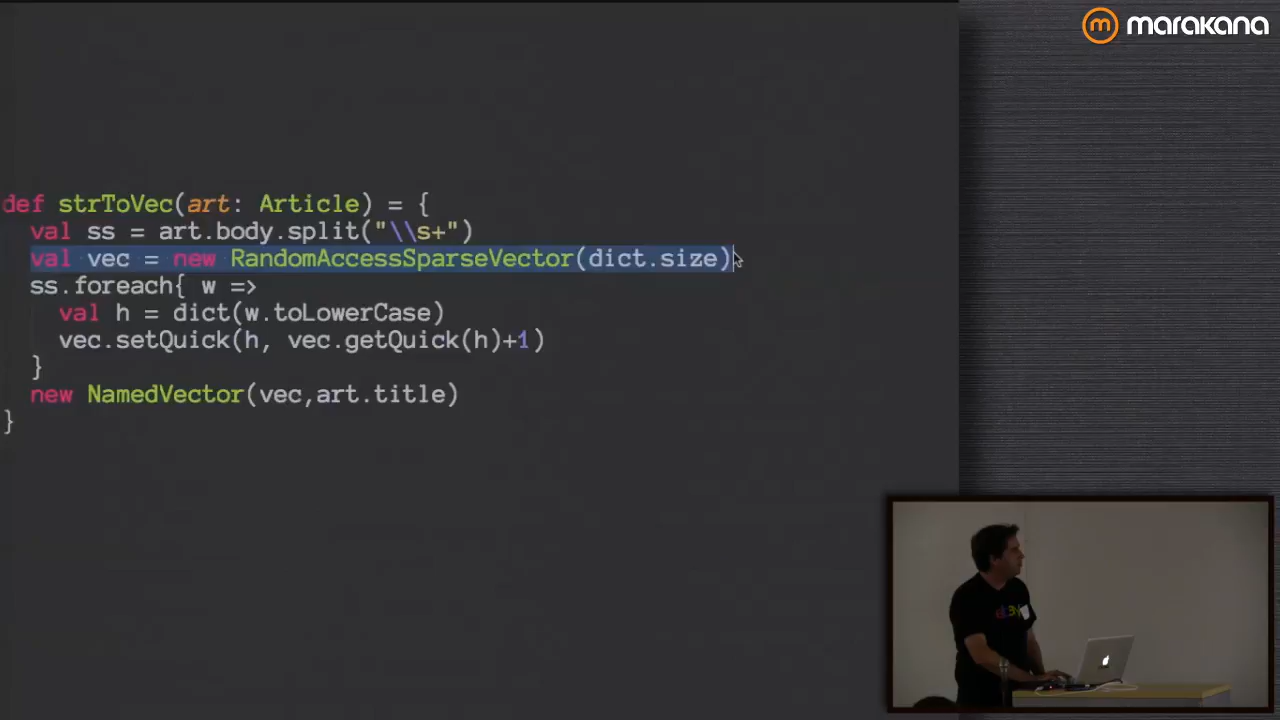 marakana
def strToVec(art: Article) = {
val ss = art.body.split("\\s+")
val vec = new RandomAccessSparseVector(dict.size)
ss.foreach{ w =>
val h = dict(w.toLowerCase)
vec.setQuick(h, vec.getQuick(h)+1)
}
new NamedVector(vec,art.title)
}
ebay